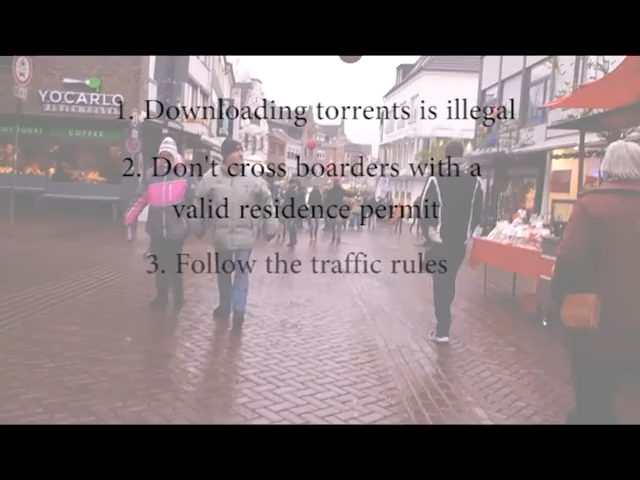 YOCARLO
COFFEE
1. Downloading torrents is illegal
2. Don't cross boarders with a
valid residence permit
3. Follow the traffic rules